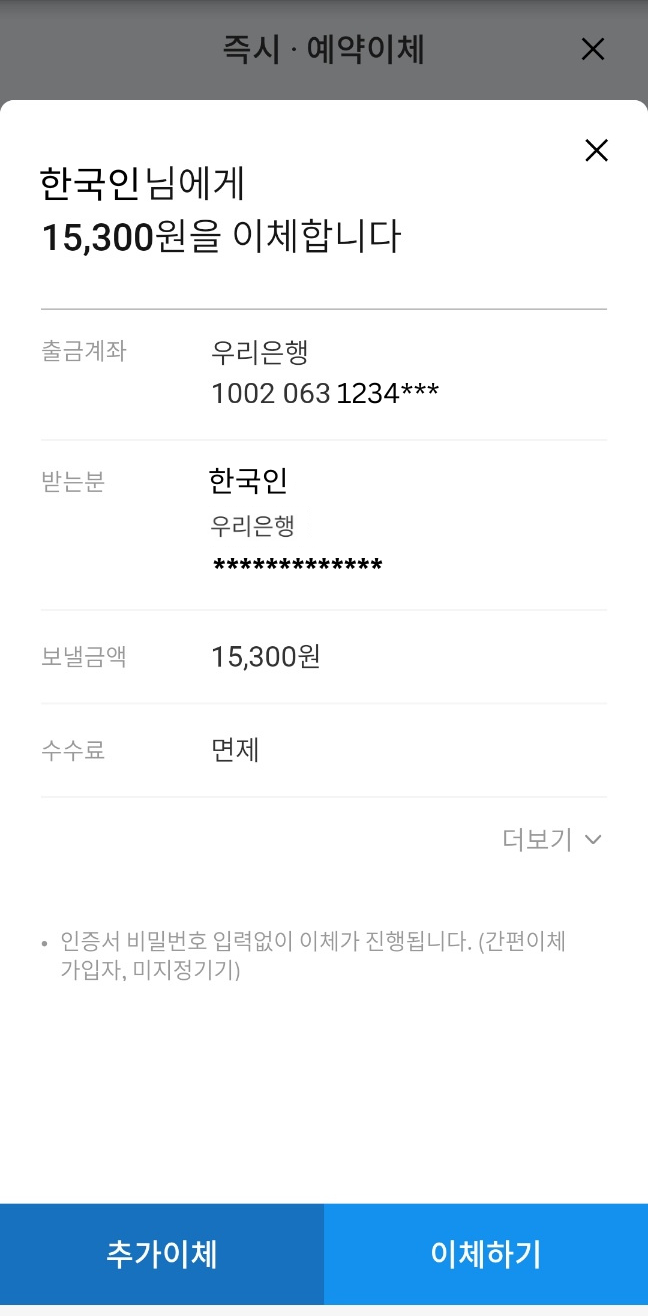 즉시 · 예약이체
한국인님에게
15,300원을 이체합니다
출금계좌
우리은행
1002 063 1234***
받는분
한국인
우리은행
*************
보낼금액
15,300원
수수료
면제
더보기
• 인증서 비밀번호 입력없이 이체가 진행됩니다. (간편이체
가입자, 미지정기기)
추가이체
이체하기